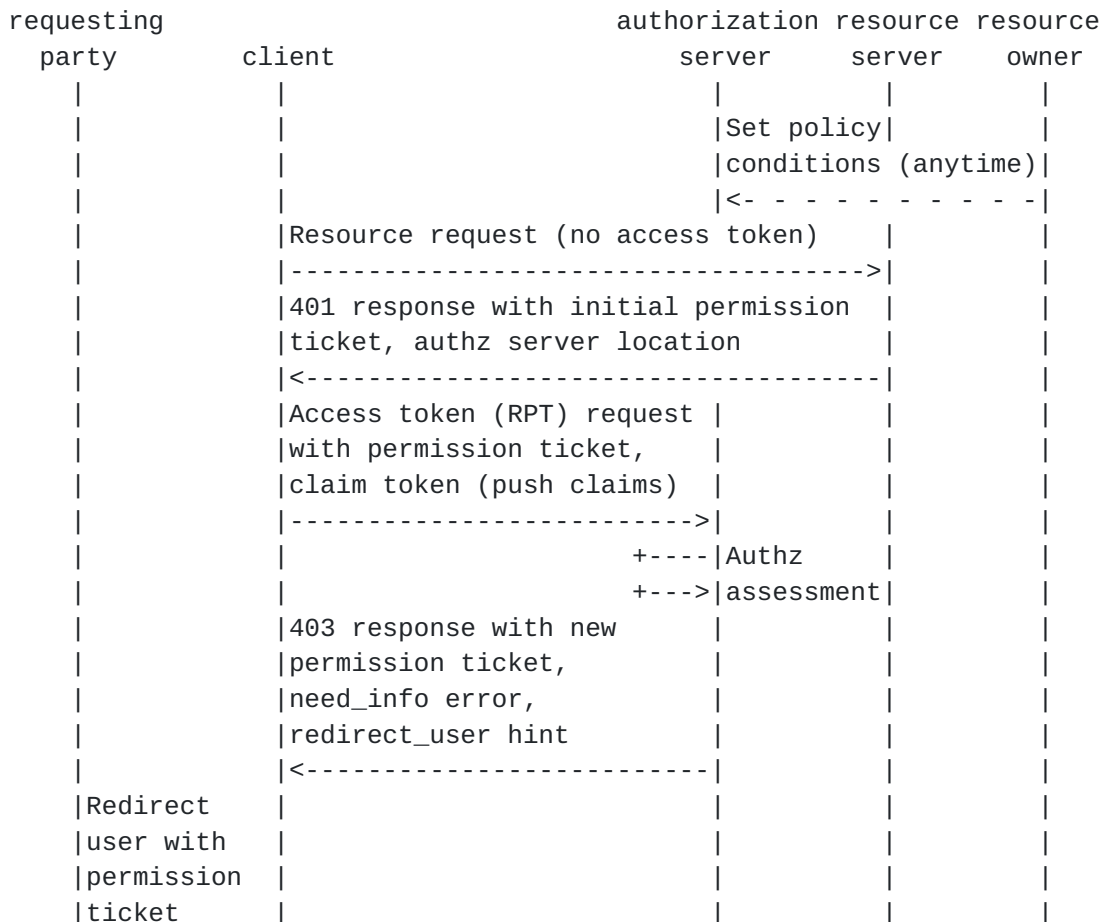 requesting                             authorization resource resource
  party        client                      server     server    owner
    |            |                           |          |         |
    |            |                           |Set policy|         |
    |            |                           |conditions (anytime)|
    |            |                           |<- - - - - - - - - -|
    |            |Resource request (no access token)    |         |
    |            |------------------------------------->|         |
    |            |401 response with initial permission  |         |
    |            |ticket, authz server location         |         |
    |            |<-------------------------------------|         |
    |            |Access token (RPT) request |          |         |
    |            |with permission ticket,    |          |         |
    |            |claim token (push claims)  |          |         |
    |            |-------------------------->|          |         |
    |            |                      +----|Authz     |         |
    |            |                      +--->|assessment|         |
    |            |403 response with new      |          |         |
    |            |permission ticket,         |          |         |
    |            |need_info error,           |          |         |
    |            |redirect_user hint         |          |         |
    |            |<--------------------------|          |         |
    |Redirect    |                           |          |         |
    |user with   |                           |          |         |
    |permission  |                           |          |         |
    |ticket      |                           |          |         |